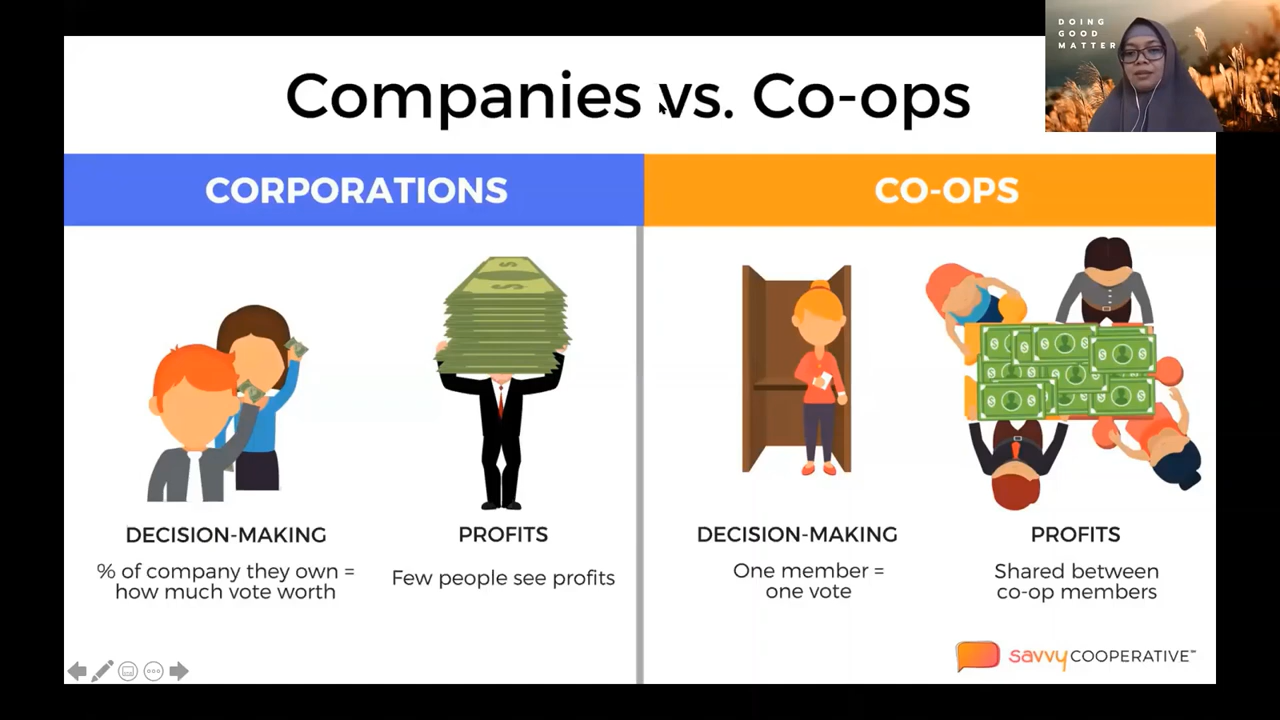 DOING
GOOD
MATTER
Companies vs. Co-ops
CORPORATIONS
CO-OPS
DECISION-MAKING
% of company they own =
how much vote worth
PROFITS
Few people see profits
DECISION-MAKING
One member =
one vote
PROFITS
Shared between
co-op members
savvy COOPERATIVE™